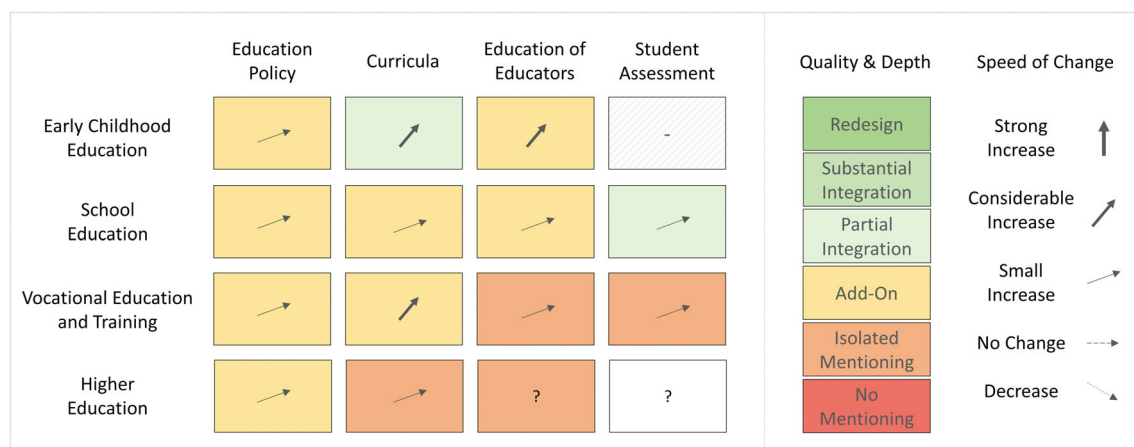 Education
Policy
Curricula
Education of
Educators
Student
Assessment
Quality & Depth
Speed of Change
Early Childhood
Education
-
School
Education
Vocational Education
and Training
Higher
Education
?
?
Redesign
Substantial
Integration
Partial
Integration
Add-On
Isolated
Mentioning
No
Mentioning
Strong
Increase
Considerable
Increase
Small
Increase
No Change
Decrease